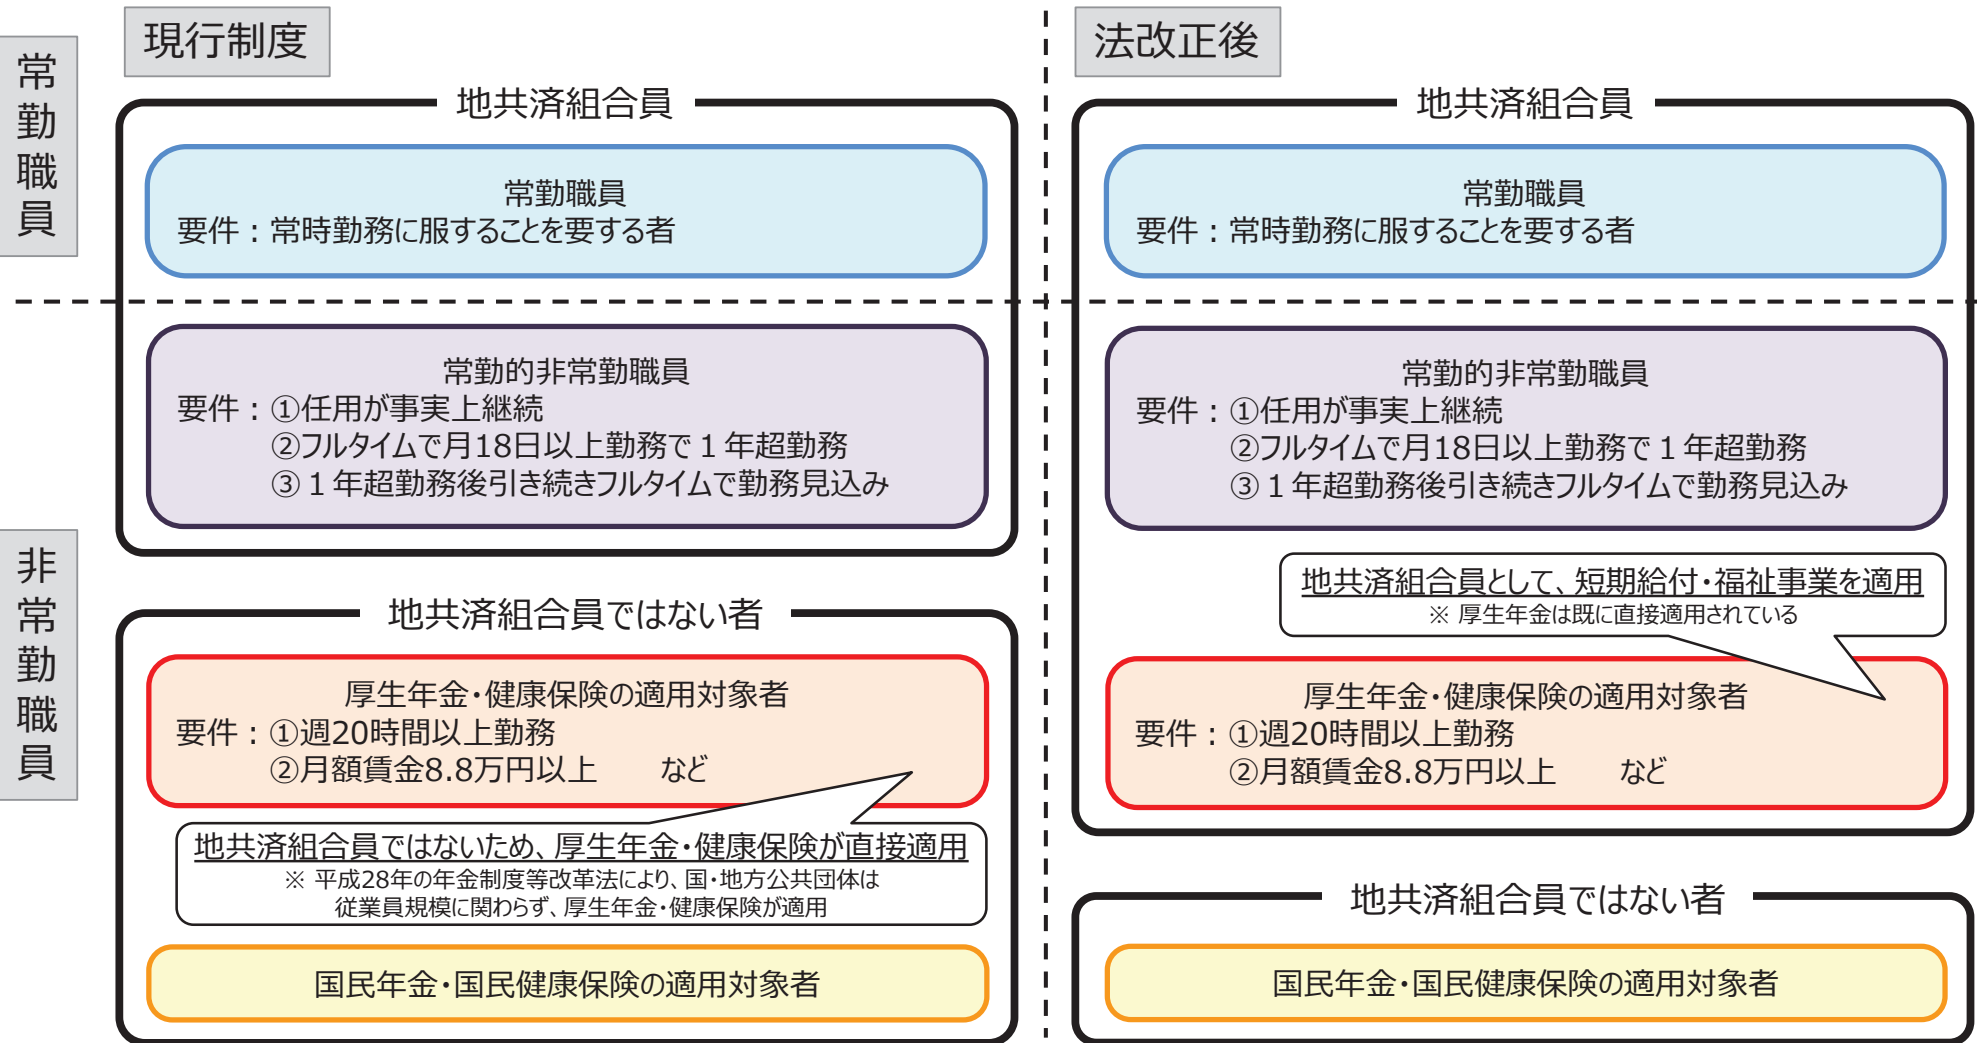 現行制度
法改正後
常勤職員
非常勤職員
地共済組合員
常勤職員
要件：常時勤務に服することを要する者
常勤的非常勤職員
要件：①任用が事実上継続
②フルタイムで月18日以上勤務で１年超勤務
③１年超勤務後引き続きフルタイムで勤務見込み
地共済組合員ではない者
厚生年金・健康保険の適用対象者
要件：①週20時間以上勤務
②月額賃金8.8万円以上　　など
地共済組合員ではないため、厚生年金・健康保険が直接適用
※ 平成28年の年金制度等改革法により、国・地方公共団体は
従業員規模に関わらず、厚生年金・健康保険が適用
国民年金・国民健康保険の適用対象者
地共済組合員
常勤職員
要件：常時勤務に服することを要する者
常勤的非常勤職員
要件：①任用が事実上継続
②フルタイムで月18日以上勤務で１年超勤務
③１年超勤務後引き続きフルタイムで勤務見込み
地共済組合員として、短期給付・福祉事業を適用
※ 厚生年金は既に直接適用されている
厚生年金・健康保険の適用対象者
要件：①週20時間以上勤務
②月額賃金8.8万円以上　　など
地共済組合員ではない者
国民年金・国民健康保険の適用対象者